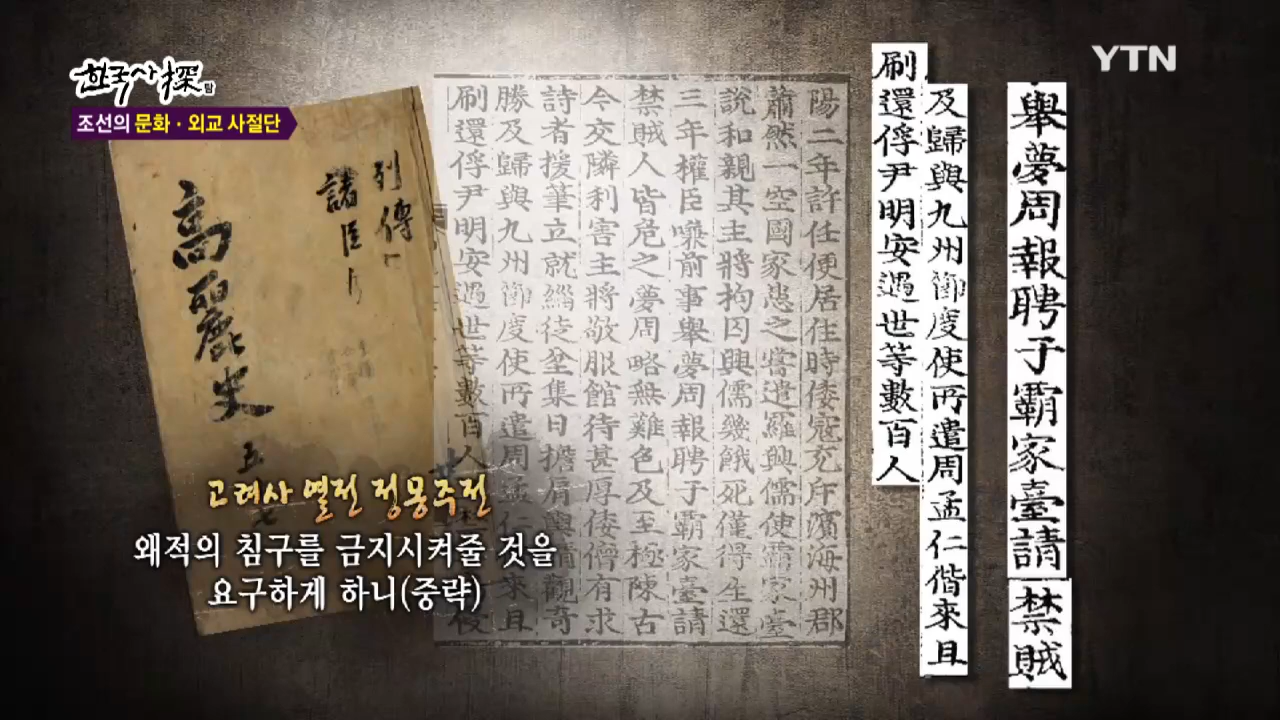 한국사探탐
조선의 문화·외교 사절단
YTN
擧夢周報聘于霸家臺請
禁賊
及歸與九州節度使所遣周孟仁偕來且
刷還俘尹明安遇世等數百人
陽二年許任便居住時倭寇充斥濱海州郡
蕭然一空國家患之嘗遣羅興儒使霸家臺
說和親其主將拘囚興儒幾餓死僅得生還
三年權臣嗛前事擧夢周報聘于霸家臺請
禁賊人皆危之夢周略無難色及至極陳古
今交隣利害主將敬服館待甚厚倭僧有求
詩者援筆立就緇徒坌集日擔肩輿請觀奇
勝及歸與九州節度使所遣周孟仁偕來且
刷還俘尹明安遇世等數百人
列傳
諸臣
高麗史
五
七
고려사 열전 정몽주전
왜적의 침구를 금지시켜줄 것을
요구하게 하니(중략)